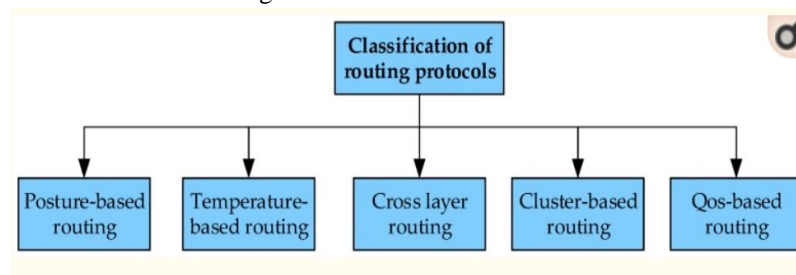 Classification of
routing protocols
Posture-based
routing
Temperature-
based routing
Cross layer
routing
Cluster-based
routing
Qos-based
routing